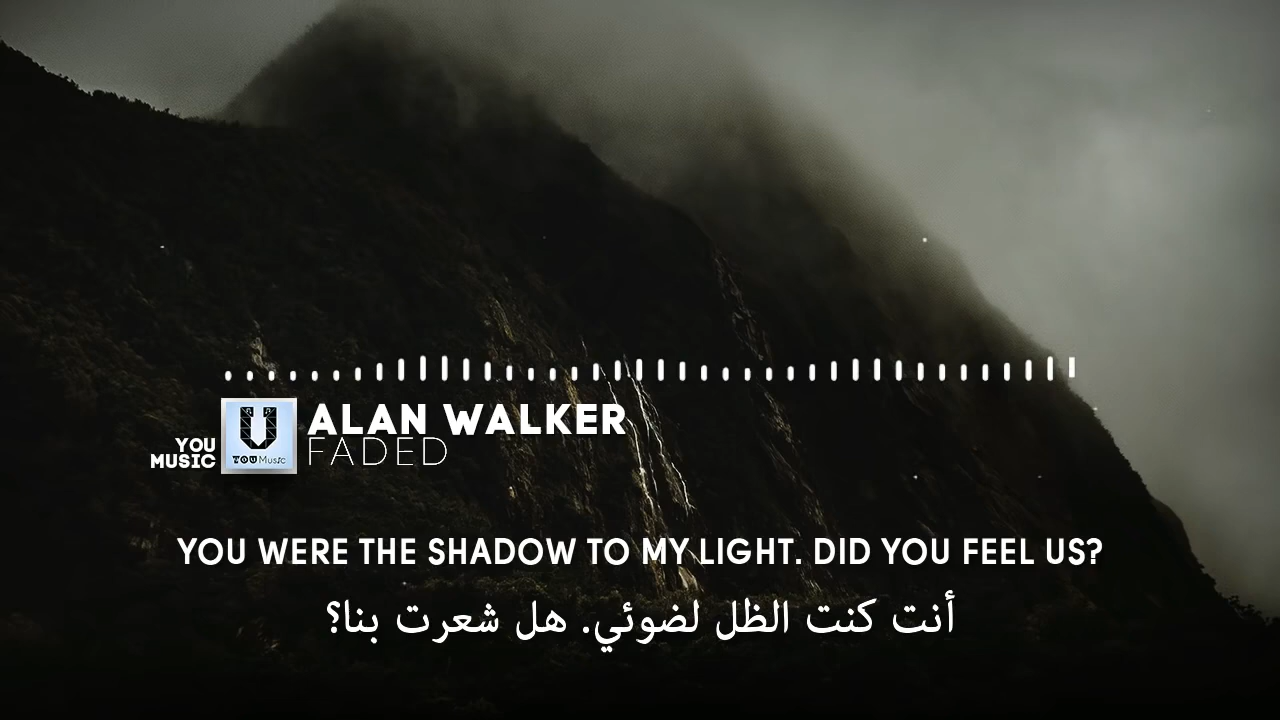 ALAN WALKER
FADED
YOU
MUSIC
U
YOU Music
YOU WERE THE SHADOW TO MY LIGHT. DID YOU FEEL US?
أنت كنت الظل لضوئي. هل شعرت بنا؟